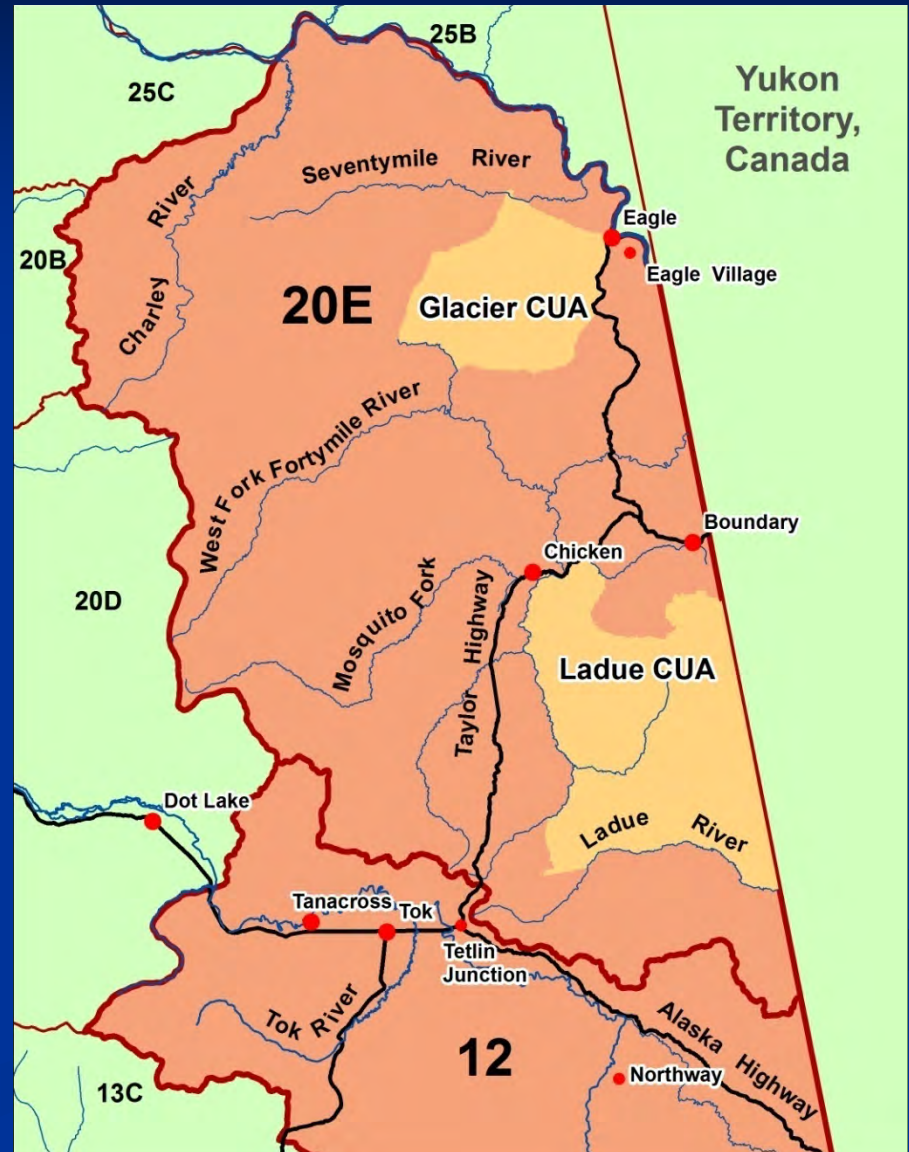 25B
25C
Yukon
Territory,
Canada
Seventymile River
Charley River
Eagle
Eagle Village
20B
20E
Glacier CUA
West Fork Fortymile River
Boundary
Chicken
20D
Mosquito Fork
Taylor Highway
Ladue CUA
Dot Lake
Ladue River
Tanacross
Tok
Tetlin
Junction
Tok River
Alaska Highway
12
Northway
13C